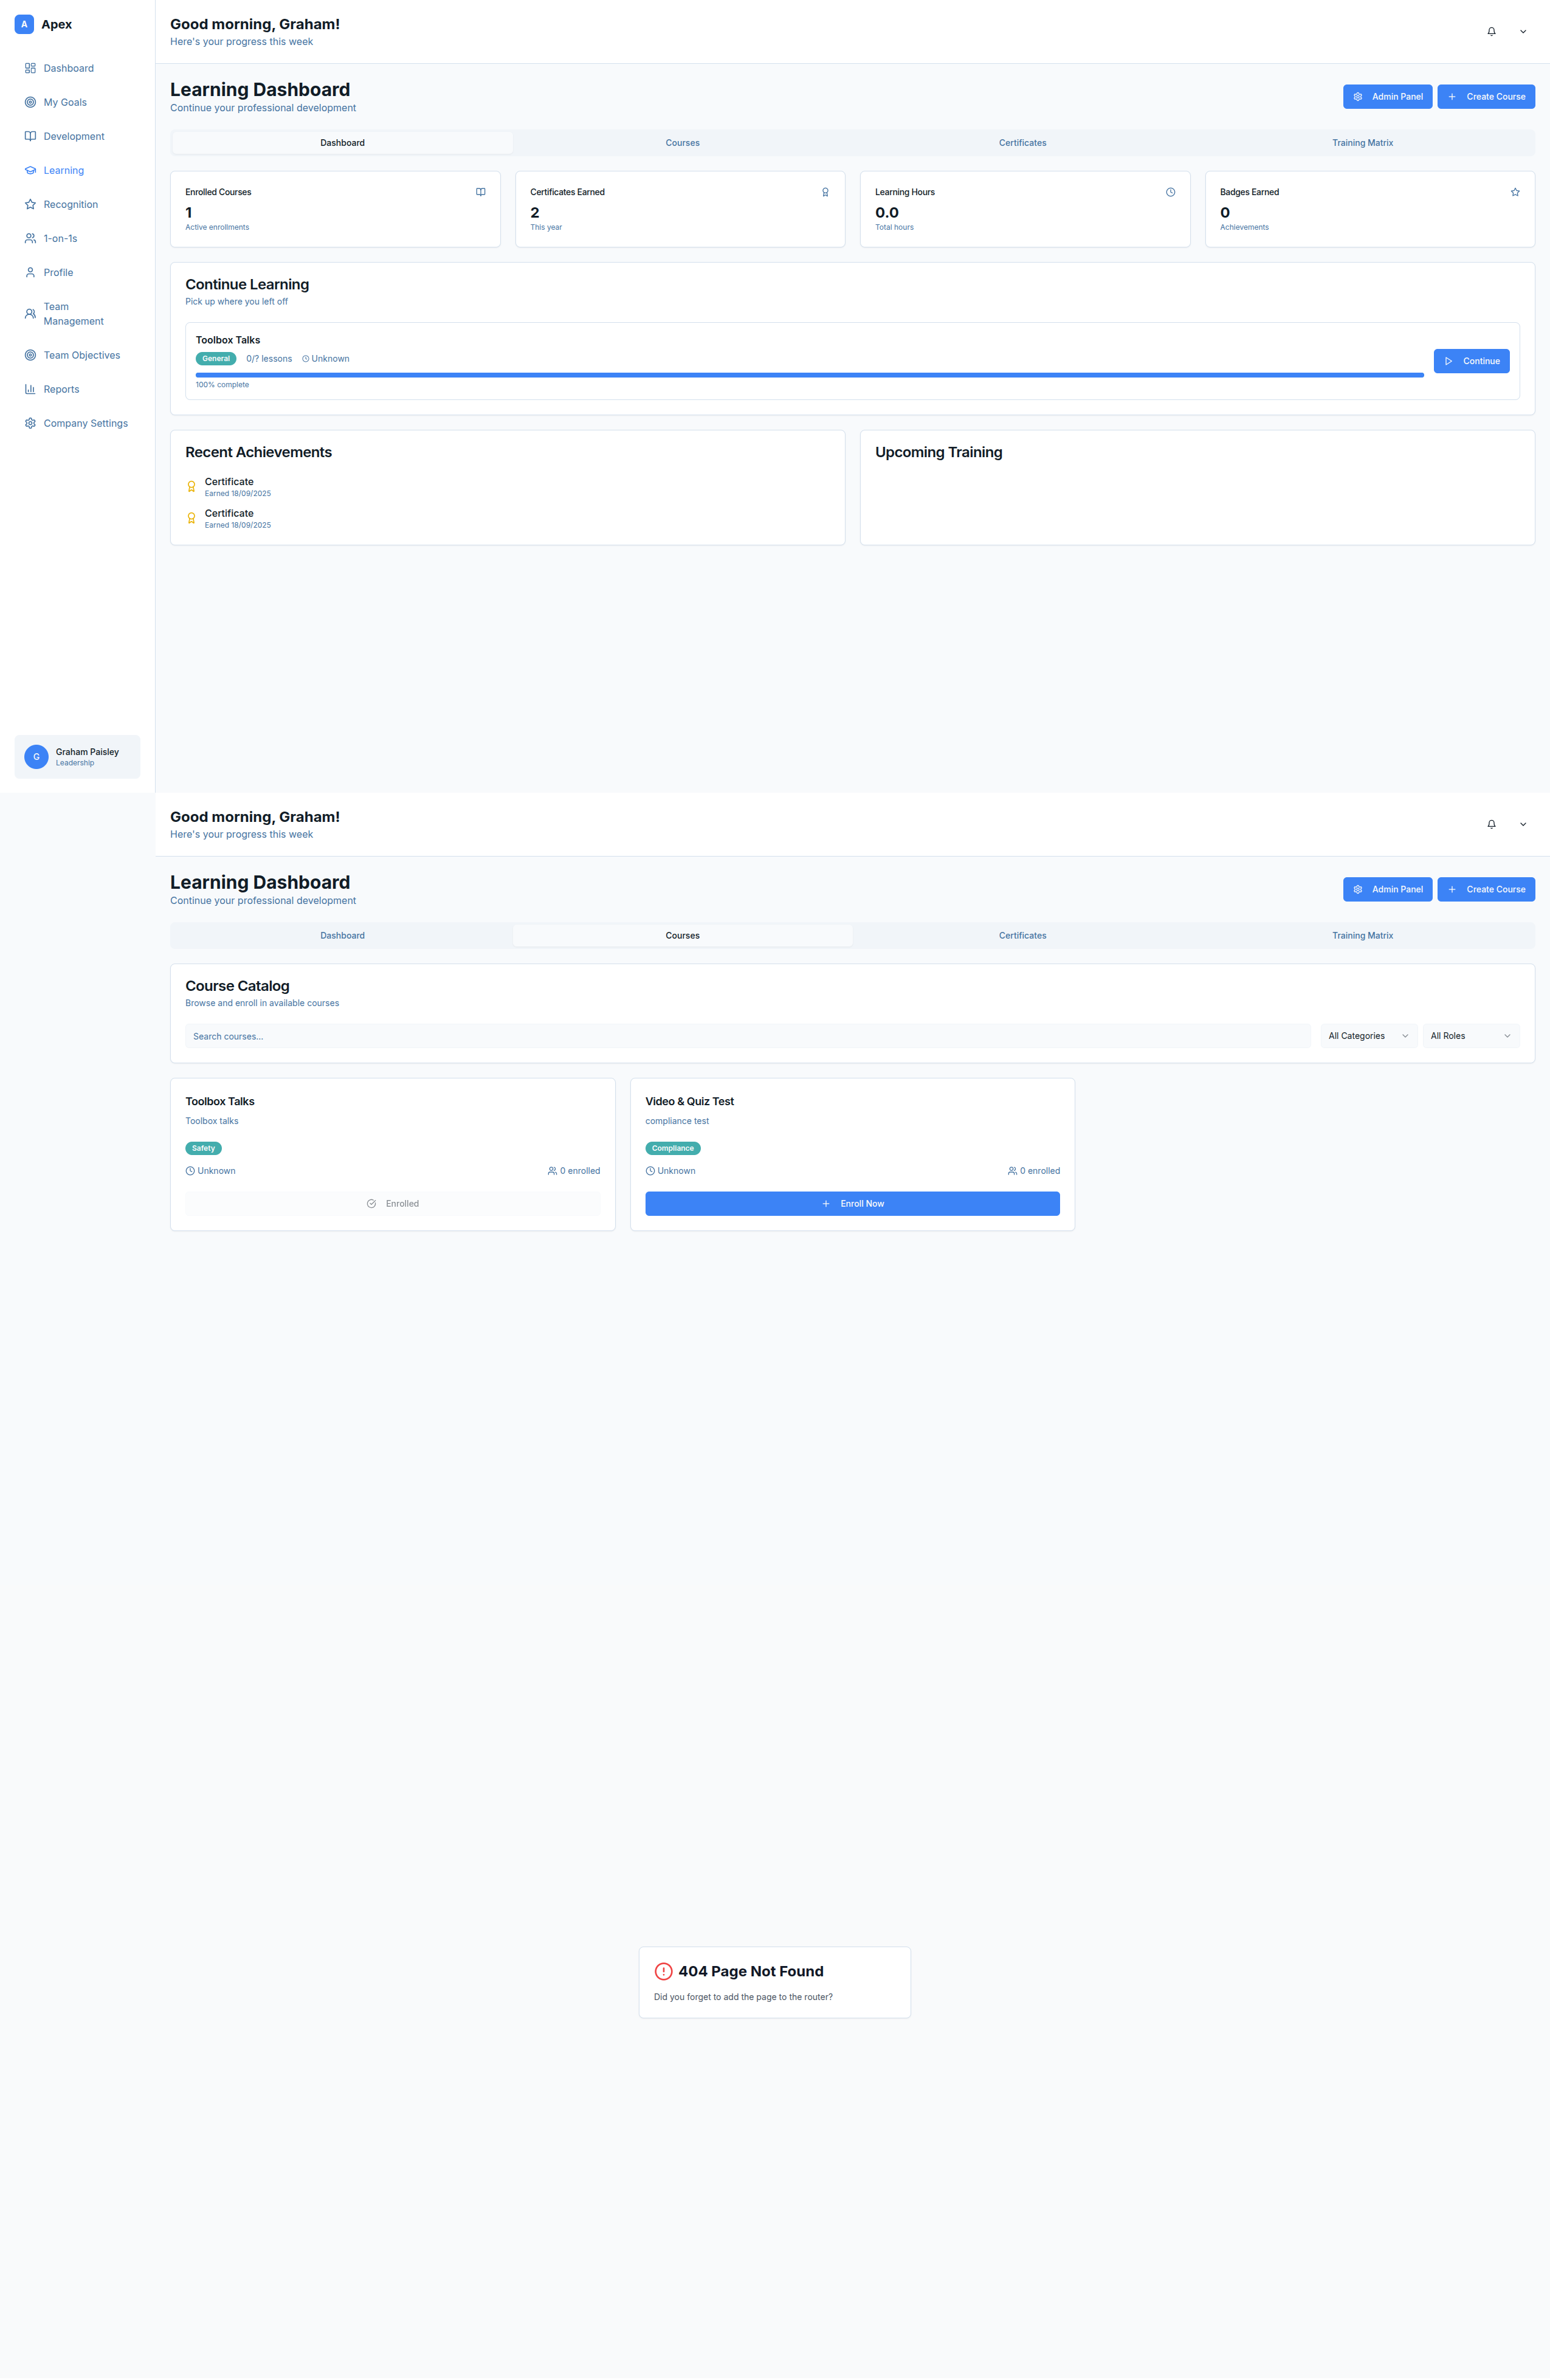 A
Apex
Dashboard
My Goals
Development
Learning
Recognition
1-on-1s
Profile
Team
Management
Team Objectives
Reports
Company Settings
G
Graham Paisley
Leadership
Good morning, Graham!
Here's your progress this week
Learning Dashboard
Continue your professional development
Admin Panel
Create Course
Dashboard
Courses
Certificates
Training Matrix
Enrolled Courses
1
Active enrollments
Certificates Earned
2
This year
Learning Hours
0.0
Total hours
Badges Earned
0
Achievements
Continue Learning
Pick up where you left off
Toolbox Talks
General 0/? lessons Unknown
100% complete
Continue
Recent Achievements
Certificate
Earned 18/09/2025
Certificate
Earned 18/09/2025
Upcoming Training
Good morning, Graham!
Here's your progress this week
Learning Dashboard
Continue your professional development
Admin Panel
Create Course
Dashboard
Courses
Certificates
Training Matrix
Course Catalog
Browse and enroll in available courses
Search courses...
All Categories
All Roles
Toolbox Talks
Toolbox talks
Safety
Unknown
0 enrolled
Enrolled
Video & Quiz Test
compliance test
Compliance
Unknown
0 enrolled
Enroll Now
404 Page Not Found
Did you forget to add the page to the router?